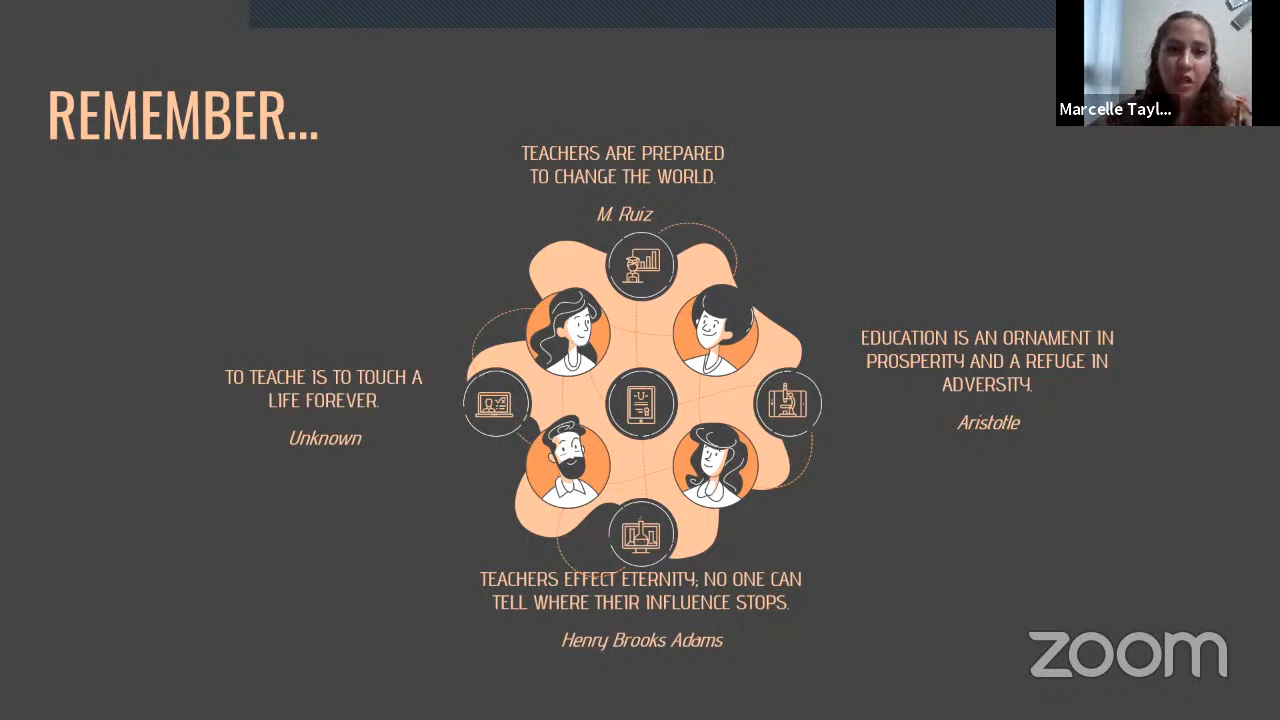 Marcelle Tayl...
REMEMBER...
TEACHERS ARE PREPARED
TO CHANGE THE WORLD.
M. Ruiz
EDUCATION IS AN ORNAMENT IN
PROSPERITY AND A REFUGE IN
ADVERSITY.
Aristotle
TO TEACHE IS TO TOUCH A
LIFE FOREVER.
Unknown
TEACHERS EFFECT ETERNITY; NO ONE CAN
TELL WHERE THEIR INFLUENCE STOPS.
Henry Brooks Adams
zoom